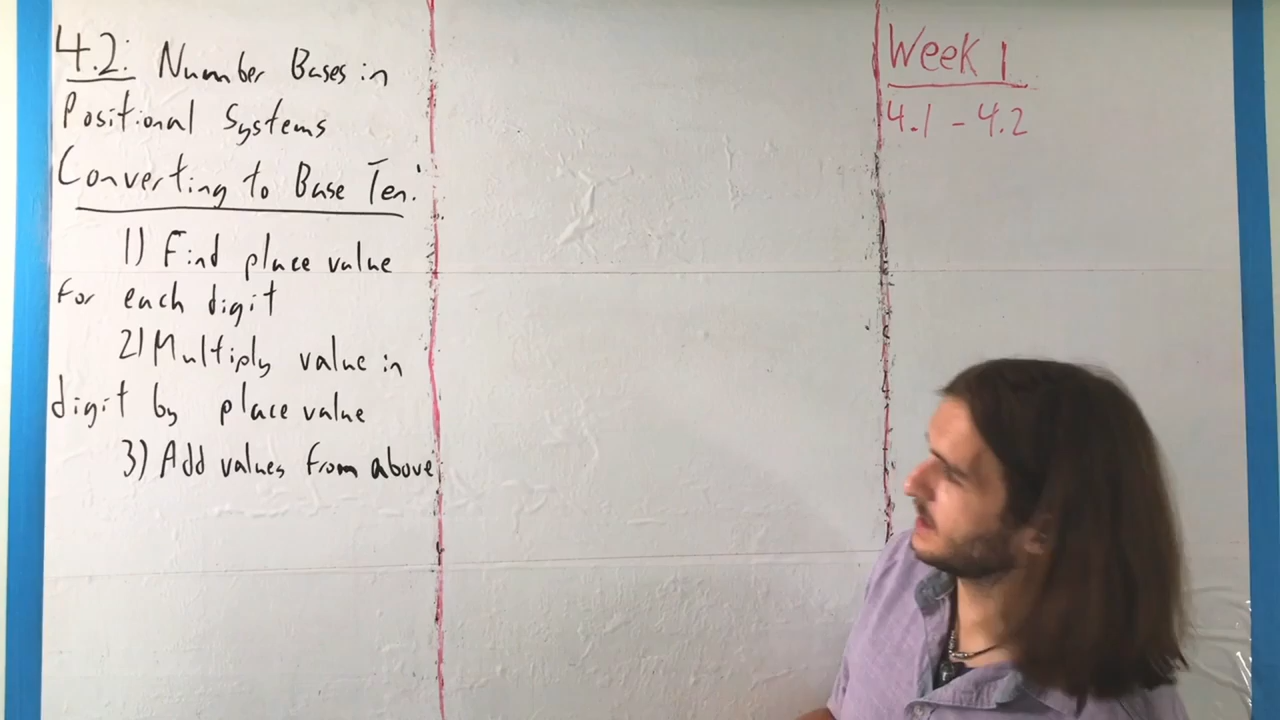 4.2: Number Bases in
Positional Systems
Converting to Base Ten:
1) Find place value
for each digit
2) Multiply value in
digit by place value
3) Add values from above
Week 1
4.1 - 4.2